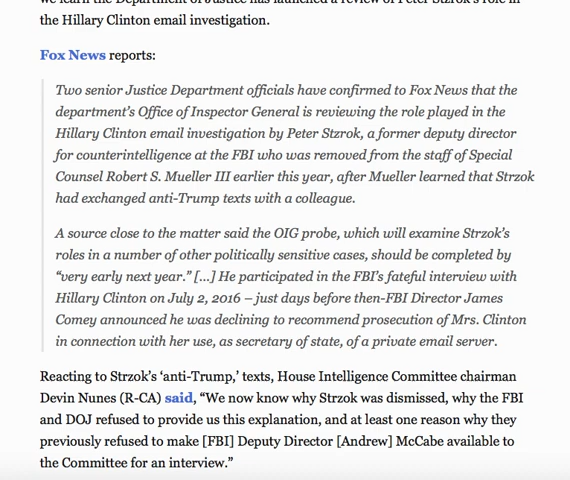 we learn the Department of Justice has launched a review of Peter Strzok's role in
the Hillary Clinton email investigation.
Fox News reports:
Two senior Justice Department officials have confirmed to Fox News that the
department's Office of Inspector General is reviewing the role played in the
Hillary Clinton email investigation by Peter Stzrok, a former deputy director
for counterintelligence at the FBI who was removed from the staff of Special
Counsel Robert S. Mueller III earlier this year, after Mueller learned that Strzok
had exchanged anti-Trump texts with a colleague.
A source close to the matter said the OIG probe, which will examine Strzok's
roles in a number of other politically sensitive cases, should be completed by
“very early next year.” [...] He participated in the FBI's fateful interview with
Hillary Clinton on July 2, 2016 – just days before then-FBI Director James
Comey announced he was declining to recommend prosecution of Mrs. Clinton
in connection with her use, as secretary of state, of a private email server.
Reacting to Strzok's ‘anti-Trump,’ texts, House Intelligence Committee chairman
Devin Nunes (R-CA) said, “We now know why Strzok was dismissed, why the FBI
and DOJ refused to provide us this explanation, and at least one reason why they
previously refused to make [FBI] Deputy Director [Andrew] McCabe available to
the Committee for an interview.”